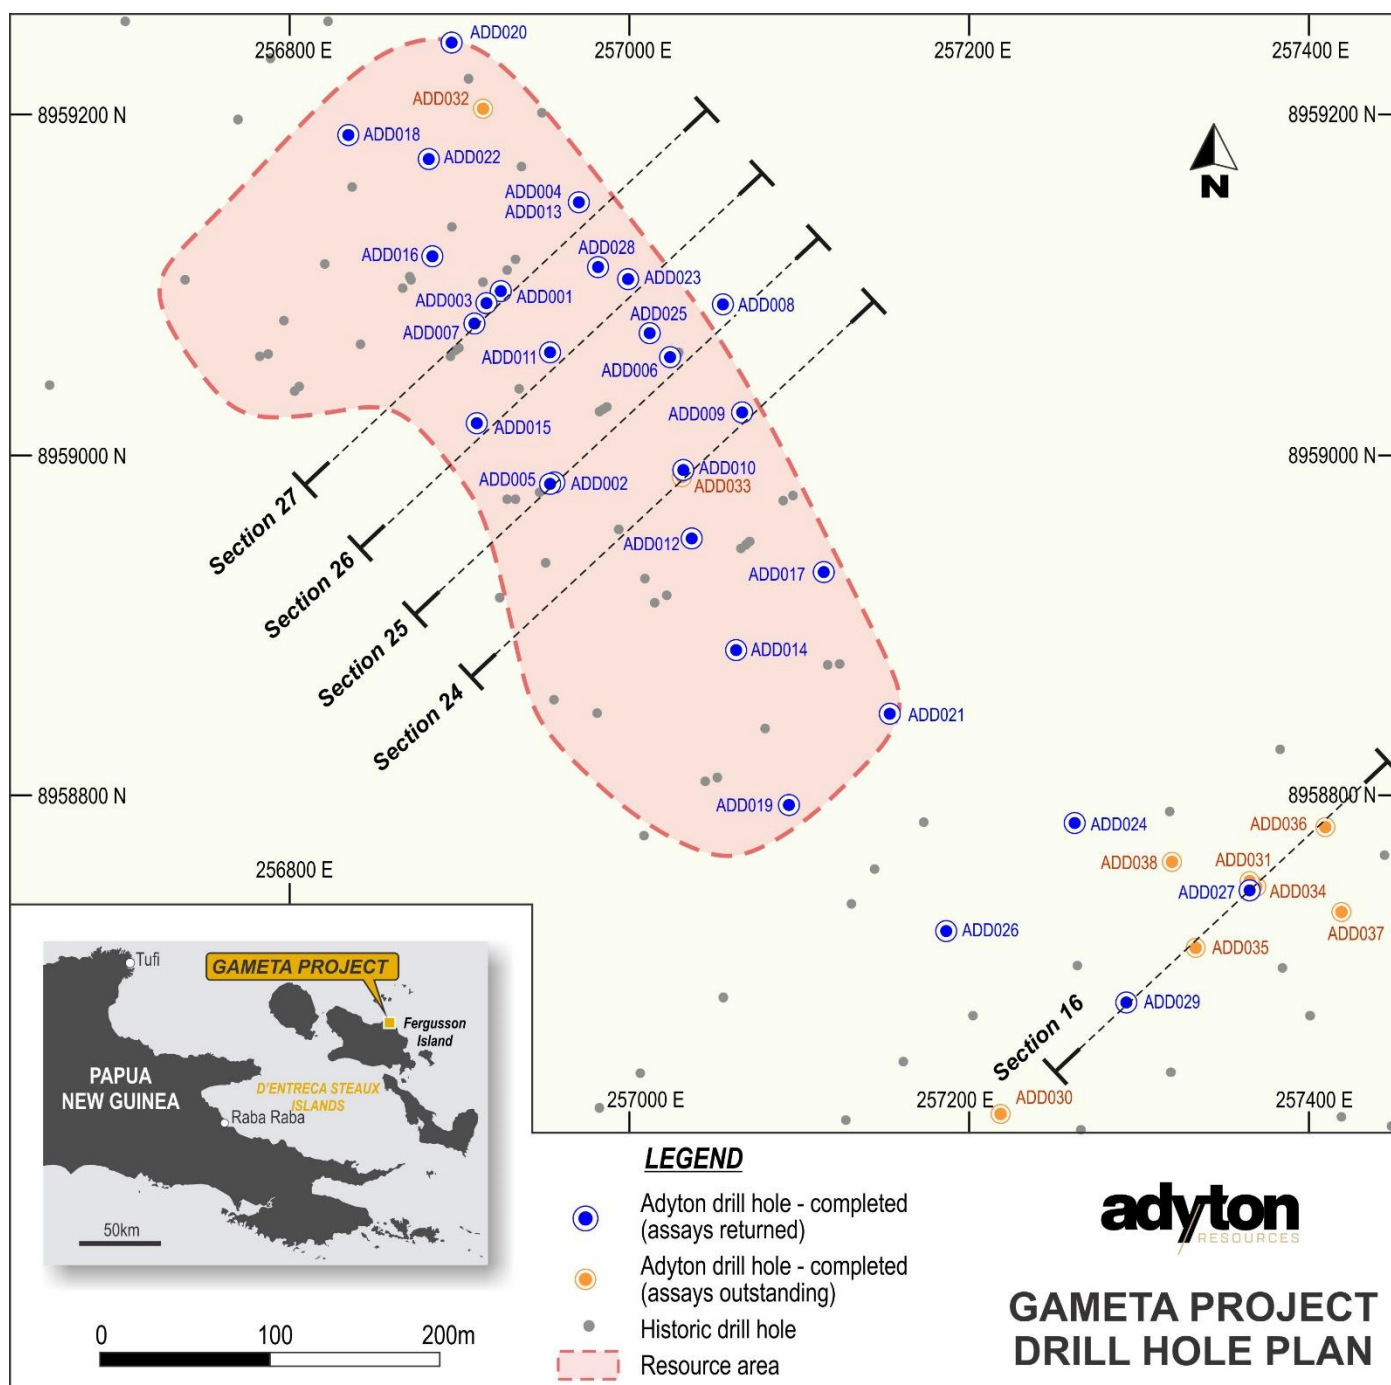 ADD020
256800 E
257000 E
257200 E
257400 E
ADD032
8959200 N
8959200 N
ADD018
ADD022
N
ADD004
ADD013
ADD016
ADD028
ADD023
ADD003
ADD001
ADD008
ADD007
ADD025
ADD011
ADD006
ADD009
ADD015
8959000 N
8959000 N
ADD010
ADD005
ADD002
ADD033
Section 27
ADD012
Section 26
ADD017
Section 25
ADD014
Section 24
ADD021
8958800 N
8958800 N
ADD019
ADD024
ADD036
ADD038
ADD031
256800 E
ADD027
ADD034
ADD026
ADD037
ADD035
ADD029
Section 16
Tufi
GAMETA PROJECT
Fergusson
Island
PAPUA
NEW GUINEA
D'ENTRECA STEAUX
ISLANDS
Raba Raba
50km
257000 E
257200 E
ADD030
257400 E
LEGEND
Adyton drill hole - completed
(assays returned)
Adyton drill hole - completed
(assays outstanding)
Historic drill hole
Resource area
0 100 200m
adyton
RESOURCES
GAMETA PROJECT
DRILL HOLE PLAN